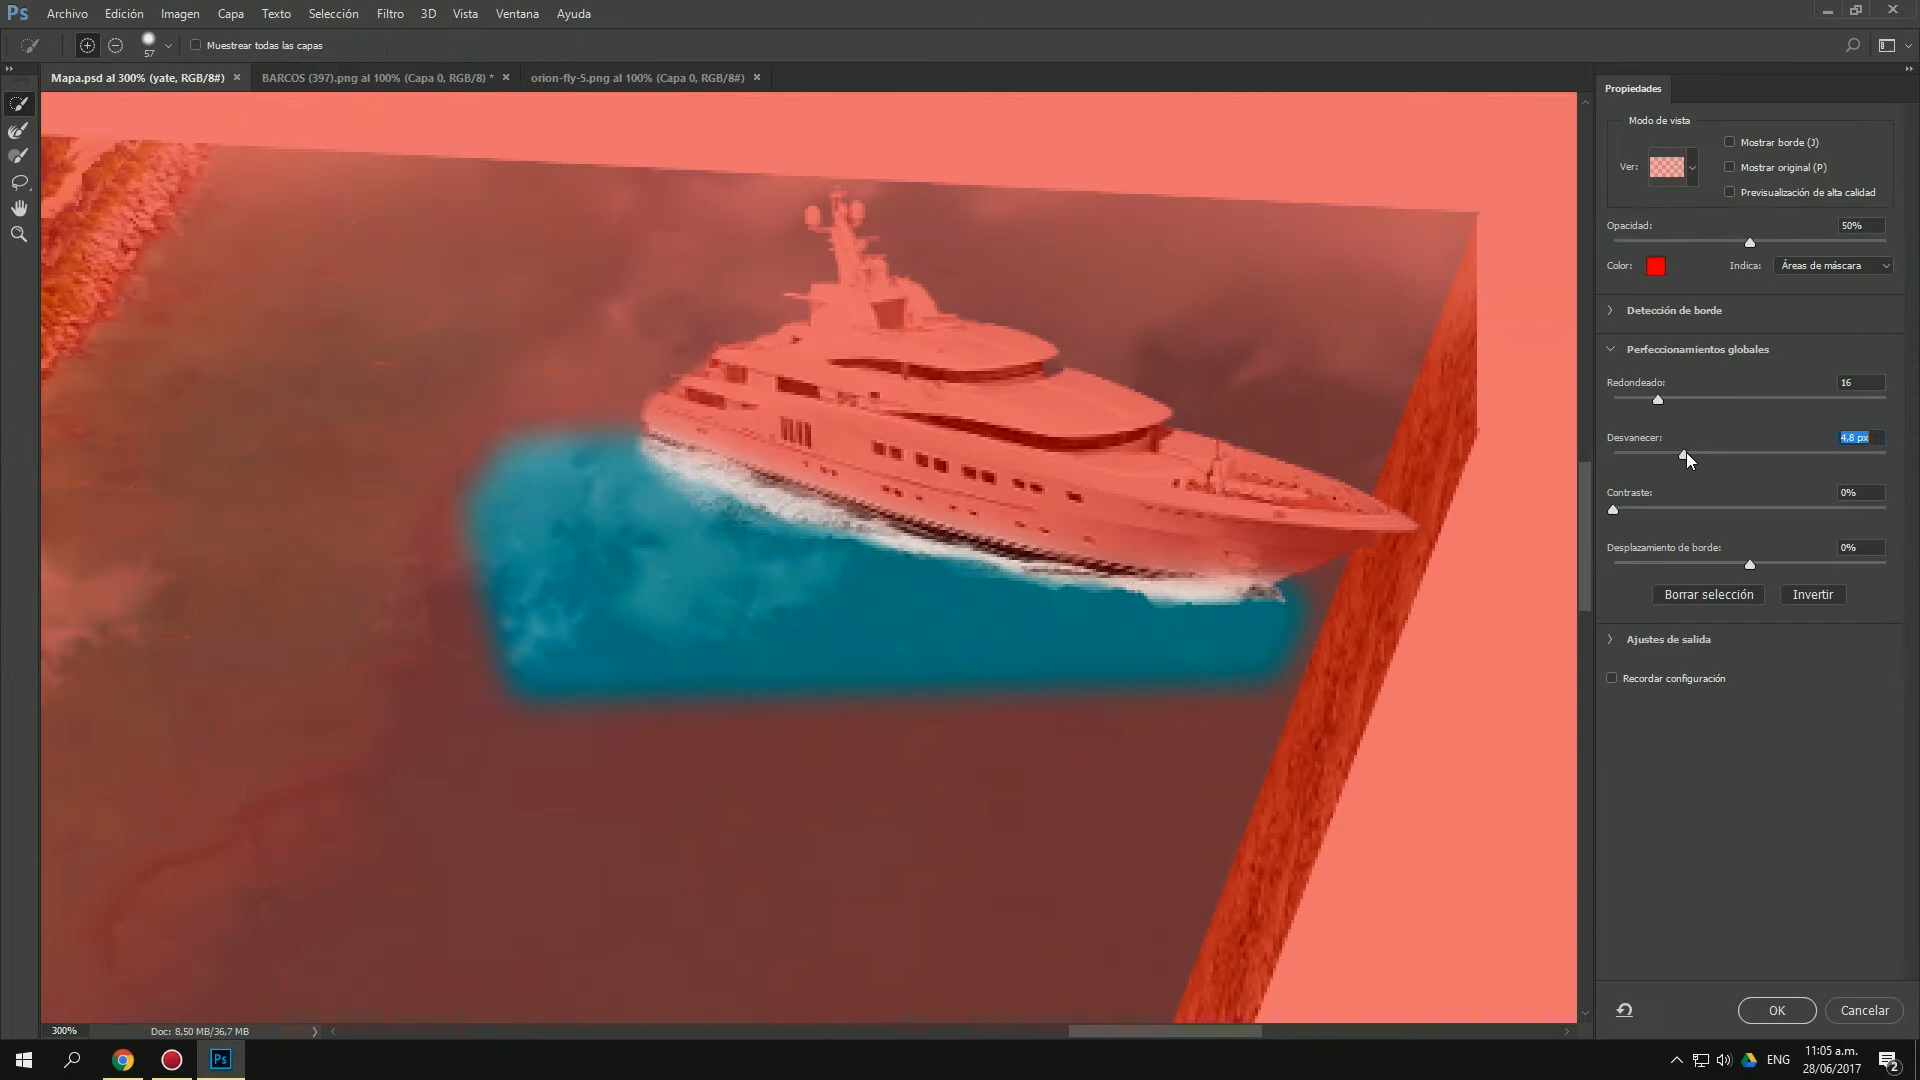 Ps Archivo Edición Imagen Capa Texto Selección Filtro 3D Vista Ventana Ayuda
57 Muestrear todas las capas
Mapa.psd al 300% (yate, RGB/8#) × BARCOS (397).png al 100% (Capa 0, RGB/8) * × orion-fly-5.png al 100% (Capa 0, RGB/8#) ×
Propiedades
Modo de vista
Mostrar borde (J)
Ver: Mostrar original (P)
Previsualización de alta calidad
Opacidad: 50%
Color: Indica: Áreas de máscara
Detección de borde
Perfeccionamientos globales
Redondeado: 16
Desvanecer: 4,8 px
Contraste: 0%
Desplazamiento de borde: 0%
Borrar selección Invertir
Ajustes de salida
Recordar configuración
OK Cancelar
300% Doc: 8,50 MB/36,7 MB
Ps ENG 11:05 a.m.
28/06/2017
2